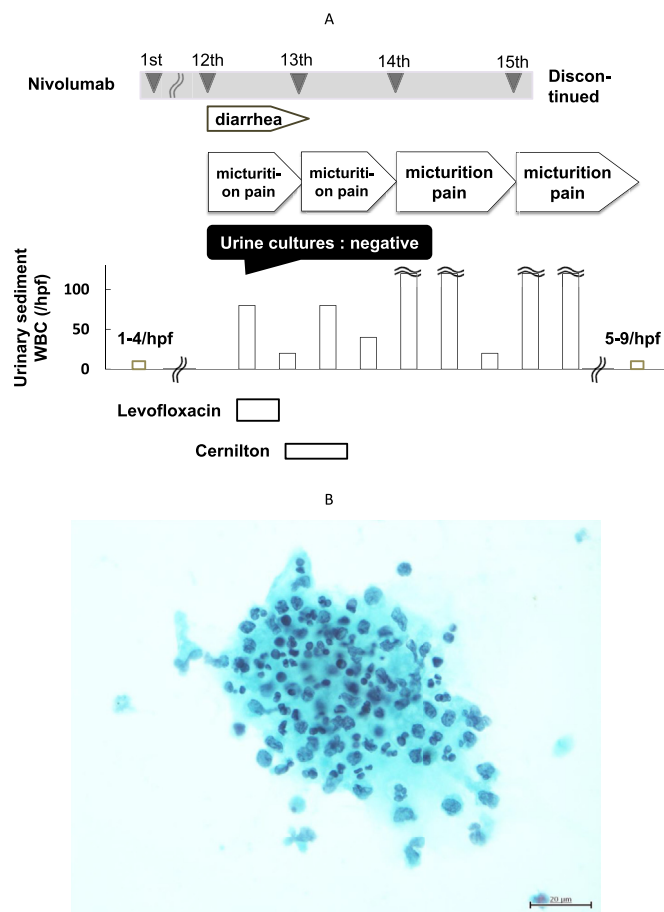 A
1st 12th 13th 14th 15th
Nivolumab
Discon-
tinued
diarrhea
micturiti-
on pain
micturiti-
on pain
micturition
pain
micturition
pain
Urine cultures : negative
Urinary sediment
WBC (/hpf)
100
50
0
1-4/hpf
5-9/hpf
Levofloxacin
Cernilton
B
20 µm